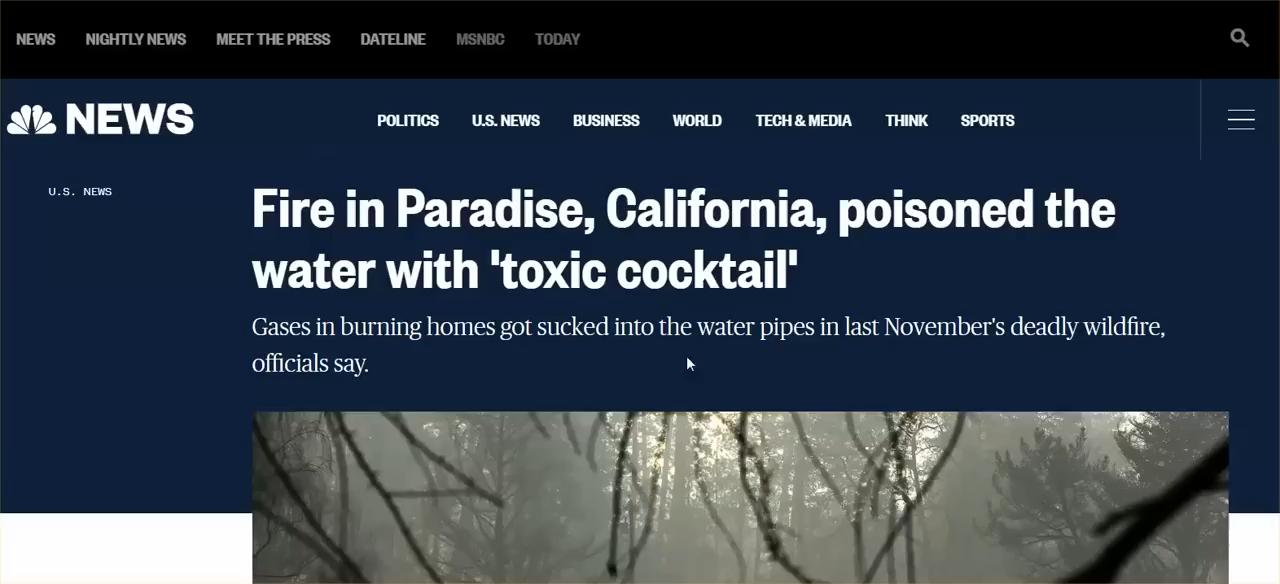 NEWS NIGHTLY NEWS MEET THE PRESS DATELINE MSNBC TODAY
NEWS POLITICS U.S. NEWS BUSINESS WORLD TECH & MEDIA THINK SPORTS
U.S. NEWS
Fire in Paradise, California, poisoned the
water with 'toxic cocktail'
Gases in burning homes got sucked into the water pipes in last November's deadly wildfire,
officials say.